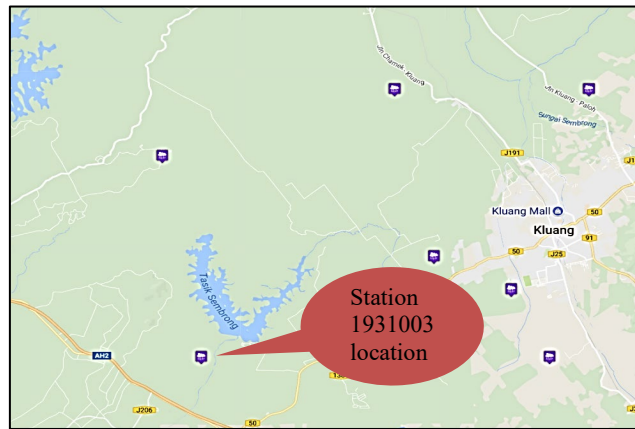 Jln Chamek - Kluang
Jln Kluang - Paloh
Sungai Sembrong
J191
Kluang Mall
50
Kluang
91
50
J25
Tasik Sembrong
Station
1931003
location
AH2
J206
50